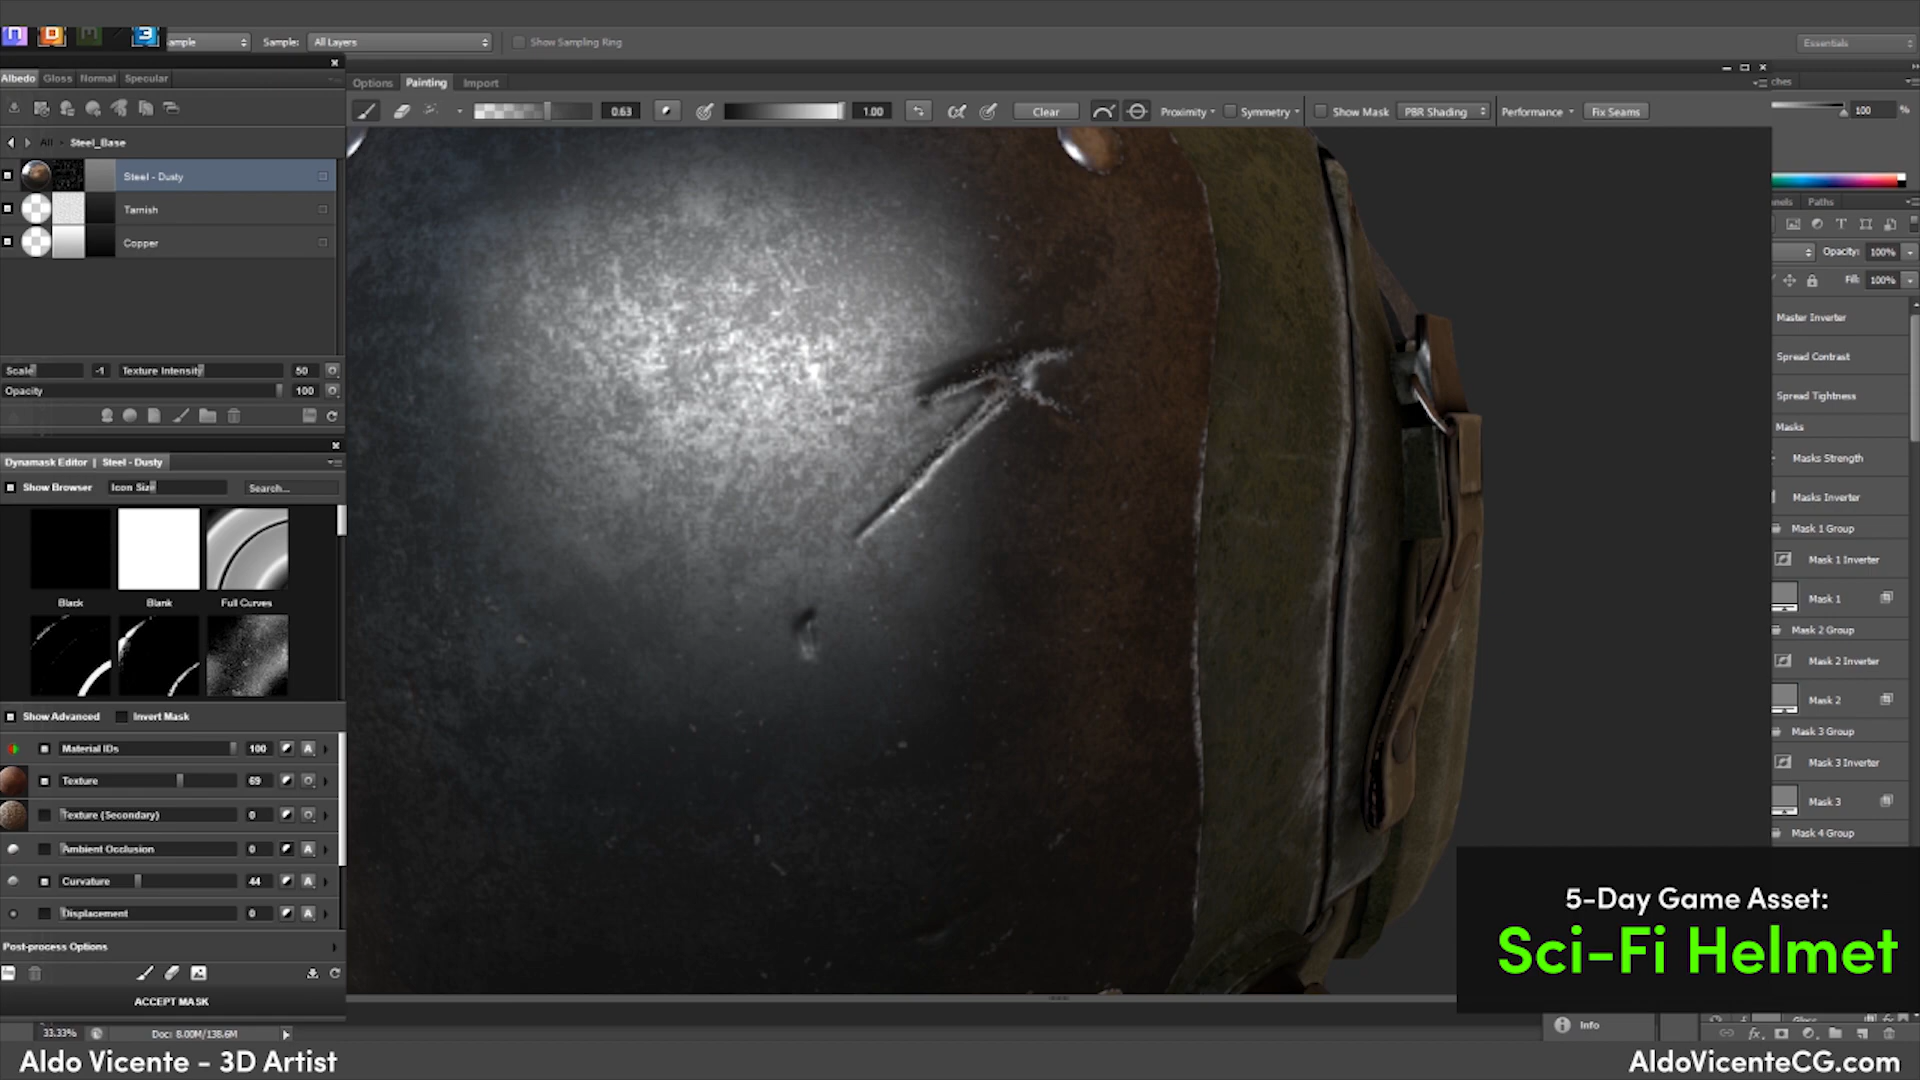 ample
Sample:
All Layers
Show Sampling Ring
Essentials
Albedo
Gloss
Normal
Specular
Options
Painting
Import
0.63
1.00
Clear
Proximity
Symmetry
Show Mask
PBR Shading
Performance
Fix Seams
100
%
All
Steel_Base
Steel - Dusty
Tarnish
Copper
Paths
Opacity:
100%
Fill:
100%
Master Inverter
Spread Contrast
Spread Tightness
Masks
Masks Strength
Masks Inverter
Mask 1 Group
Mask 1 Inverter
Mask 1
Mask 2 Group
Mask 2 Inverter
Mask 2
Mask 3 Group
Mask 3 Inverter
Mask 3
Mask 4 Group
Scale
-1
Texture Intensity
50
Opacity
100
Dynamask Editor | Steel - Dusty
Show Browser
Icon Size
Search...
Black
Blank
Full Curves
Show Advanced
Invert Mask
Material IDs
100
Texture
69
Texture (Secondary)
0
Ambient Occlusion
0
Curvature
44
Displacement
0
Post-process Options
ACCEPT MASK
33.33%
Doc: 8.00M/138.6M
Info
5-Day Game Asset:
Sci-Fi Helmet
Aldo Vicente - 3D Artist
AldoVicenteCG.com